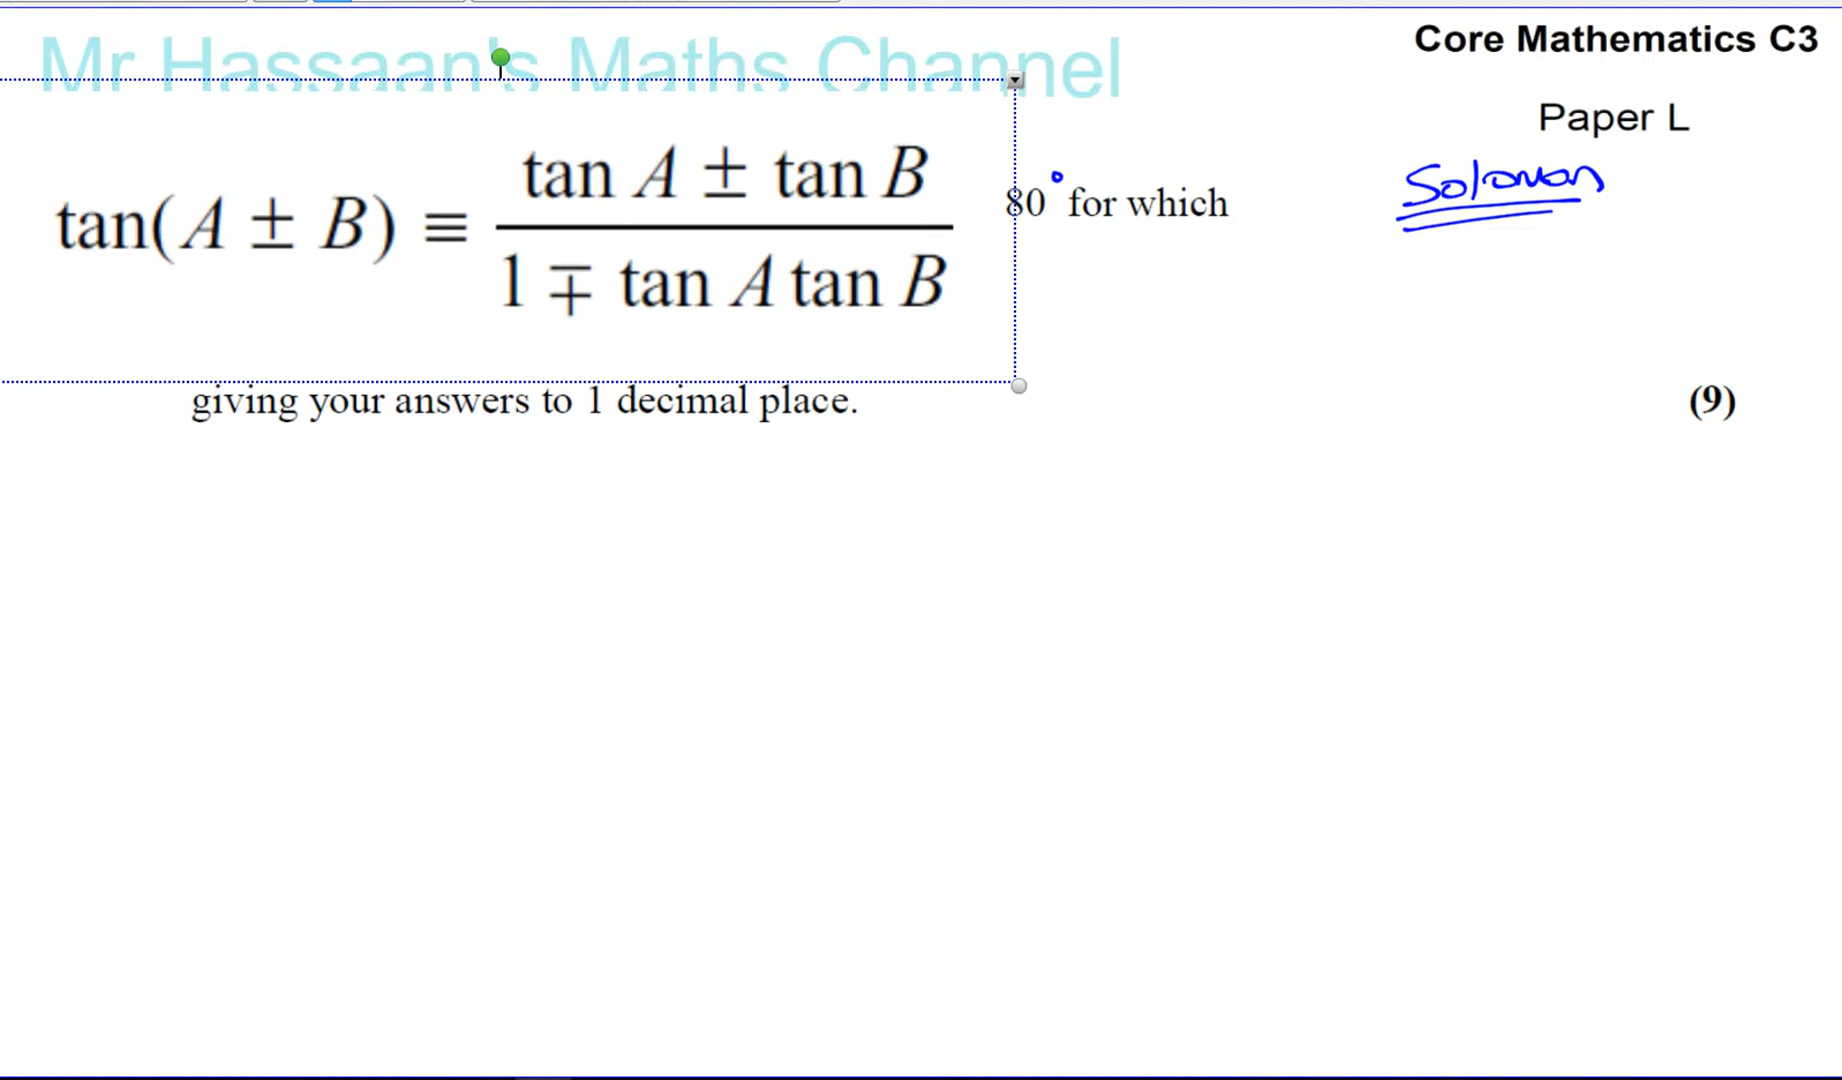 Mr Hassaan's Maths Channel
Core Mathematics C3
Paper L
Solomon
tan(A ± B) ≡ (tan A ± tan B) / (1 ∓ tan A tan B)
80° for which
giving your answers to 1 decimal place.
(9)